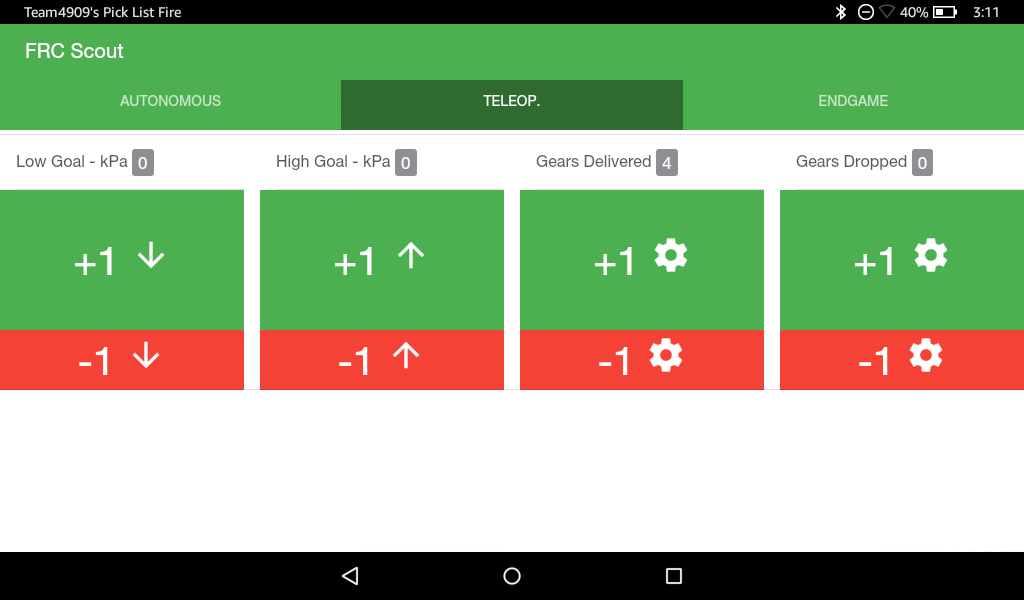 Team4909's Pick List Fire 40% 3:11
FRC Scout
AUTONOMOUS TELEOP. ENDGAME
Low Goal - kPa 0 High Goal - kPa 0 Gears Delivered 4 Gears Dropped 0
+1 +1 +1 +1
-1 -1 -1 -1